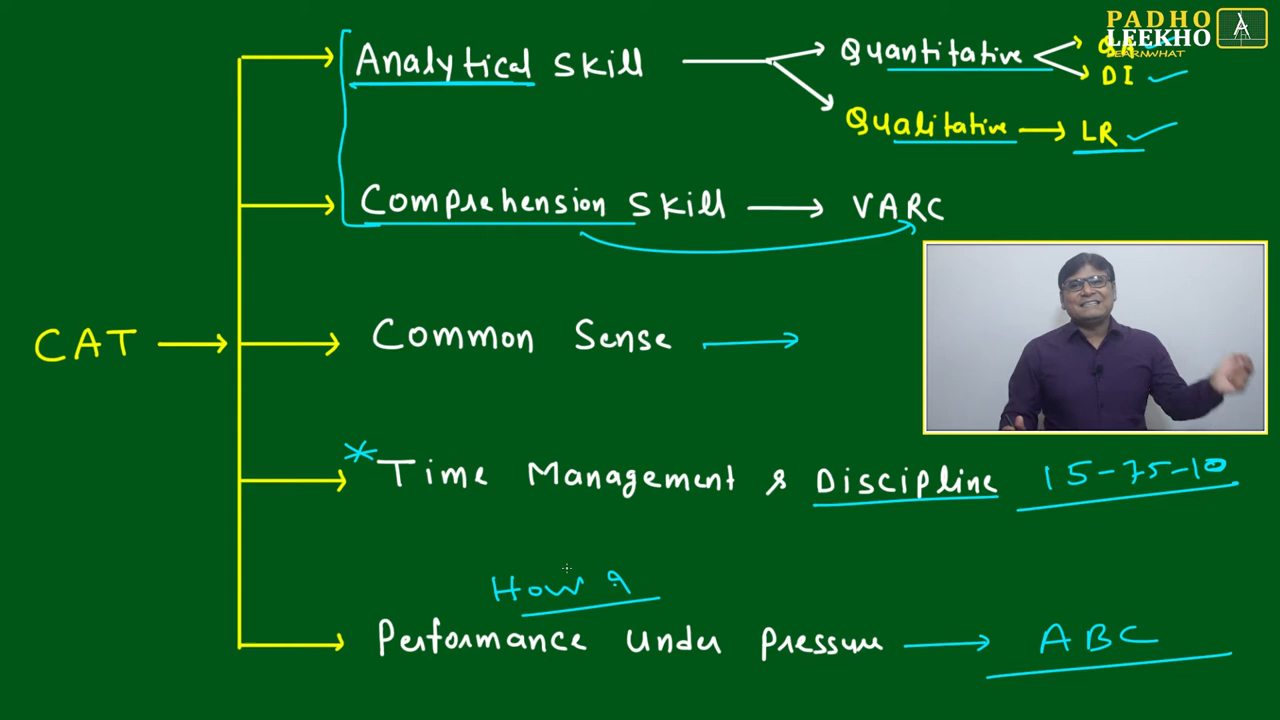 PADHO
LEEKHO
LEARNWHAT
Analytical Skill
Quantitative
DI
Qualitative
LR
Comprehension Skill
VARC
CAT
Common Sense
*Time Management & Discipline 15-75-10
How ?
Performance Under Pressure
ABC